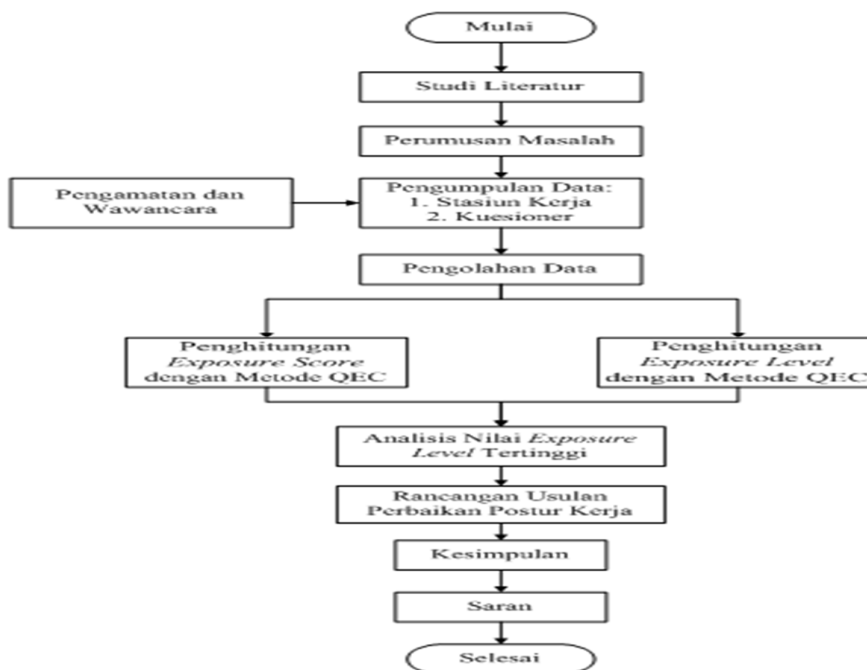 Mulai
Studi Literatur
Perumusan Masalah
Pengamatan dan
Wawancara
Pengumpulan Data:
1. Stasiun Kerja
2. Kuesioner
Pengolahan Data
Penghitungan
Exposure Score
dengan Metode QEC
Penghitungan
Exposure Level
dengan Metode QEC
Analisis Nilai Exposure
Level Tertinggi
Rancangan Usulan
Perbaikan Postur Kerja
Kesimpulan
Saran
Selesai